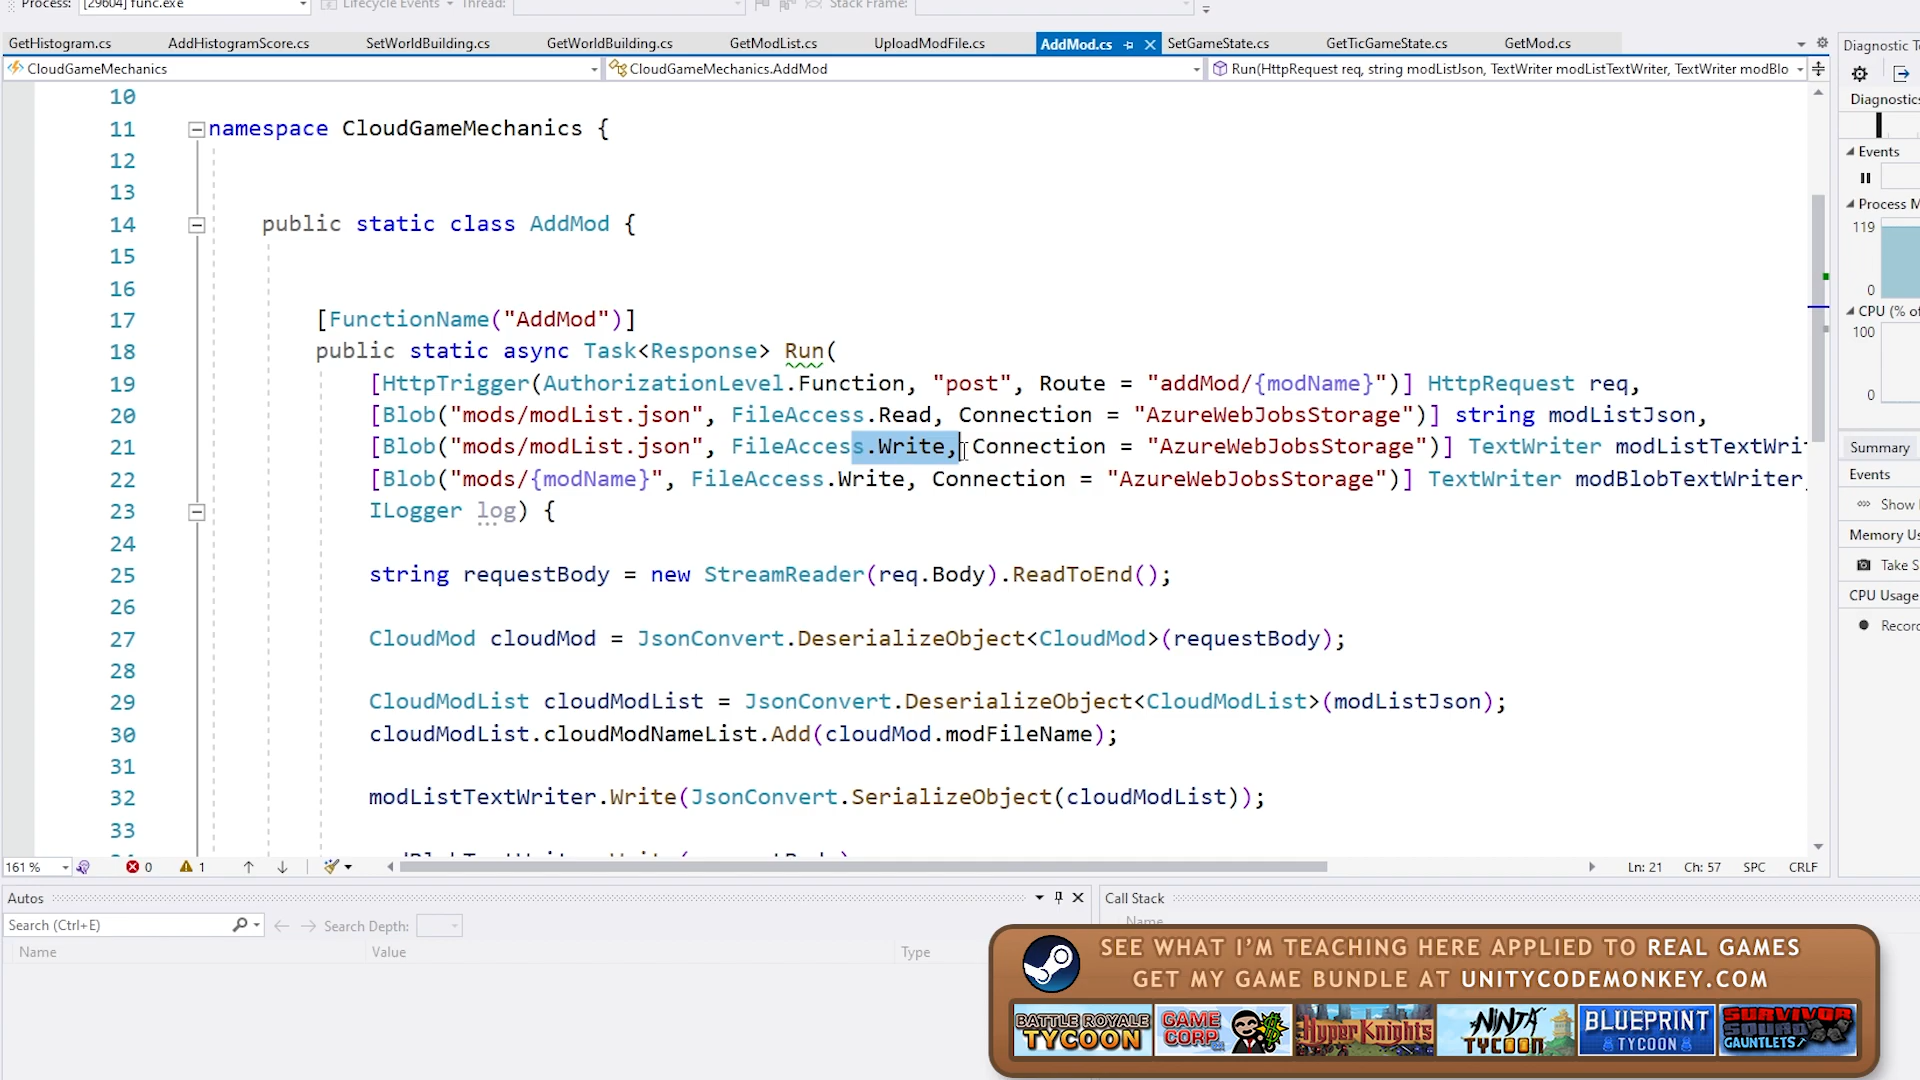 Process: [29604] func.exe Lifecycle Events Thread: Stack Frame:
GetHistogram.cs AddHistogramScore.cs SetWorldBuilding.cs GetWorldBuilding.cs GetModList.cs UploadModFile.cs AddMod.cs SetGameState.cs GetTicGameState.cs GetMod.cs
CloudGameMechanics CloudGameMechanics.AddMod Run(HttpRequest req, string modListJson, TextWriter modListTextWriter, TextWriter modBlo
10
11 namespace CloudGameMechanics {
12
13
14 public static class AddMod {
15
16
17 [FunctionName("AddMod")]
18 public static async Task<Response> Run(
19 [HttpTrigger(AuthorizationLevel.Function, "post", Route = "addMod/{modName}")] HttpRequest req,
20 [Blob("mods/modList.json", FileAccess.Read, Connection = "AzureWebJobsStorage")] string modListJson,
21 [Blob("mods/modList.json", FileAccess.Write, Connection = "AzureWebJobsStorage")] TextWriter modListTextWri
22 [Blob("mods/{modName}", FileAccess.Write, Connection = "AzureWebJobsStorage")] TextWriter modBlobTextWriter,
23 ILogger log) {
24
25 string requestBody = new StreamReader(req.Body).ReadToEnd();
26
27 CloudMod cloudMod = JsonConvert.DeserializeObject<CloudMod>(requestBody);
28
29 CloudModList cloudModList = JsonConvert.DeserializeObject<CloudModList>(modListJson);
30 cloudModList.cloudModNameList.Add(cloudMod.modFileName);
31
32 modListTextWriter.Write(JsonConvert.SerializeObject(cloudModList));
33
161 % 0 1 Ln: 21 Ch: 57 SPC CRLF
Diagnostic To
Diagnostics
Events
Process M
119
0
CPU (% of
100
0
Summary
Events
Show
Memory Us
Take S
CPU Usage
Recor
Autos
Search (Ctrl+E) Search Depth:
Name Value Type
Call Stack
Name
SEE WHAT I'M TEACHING HERE APPLIED TO REAL GAMES
GET MY GAME BUNDLE AT UNITYCODEMONKEY.COM
BATTLE ROYALE TYCOON
GAME CORP
HYPER KNIGHTS
NINJA TYCOON
BLUEPRINT TYCOON
SURVIVOR SQUAD GAUNTLETS